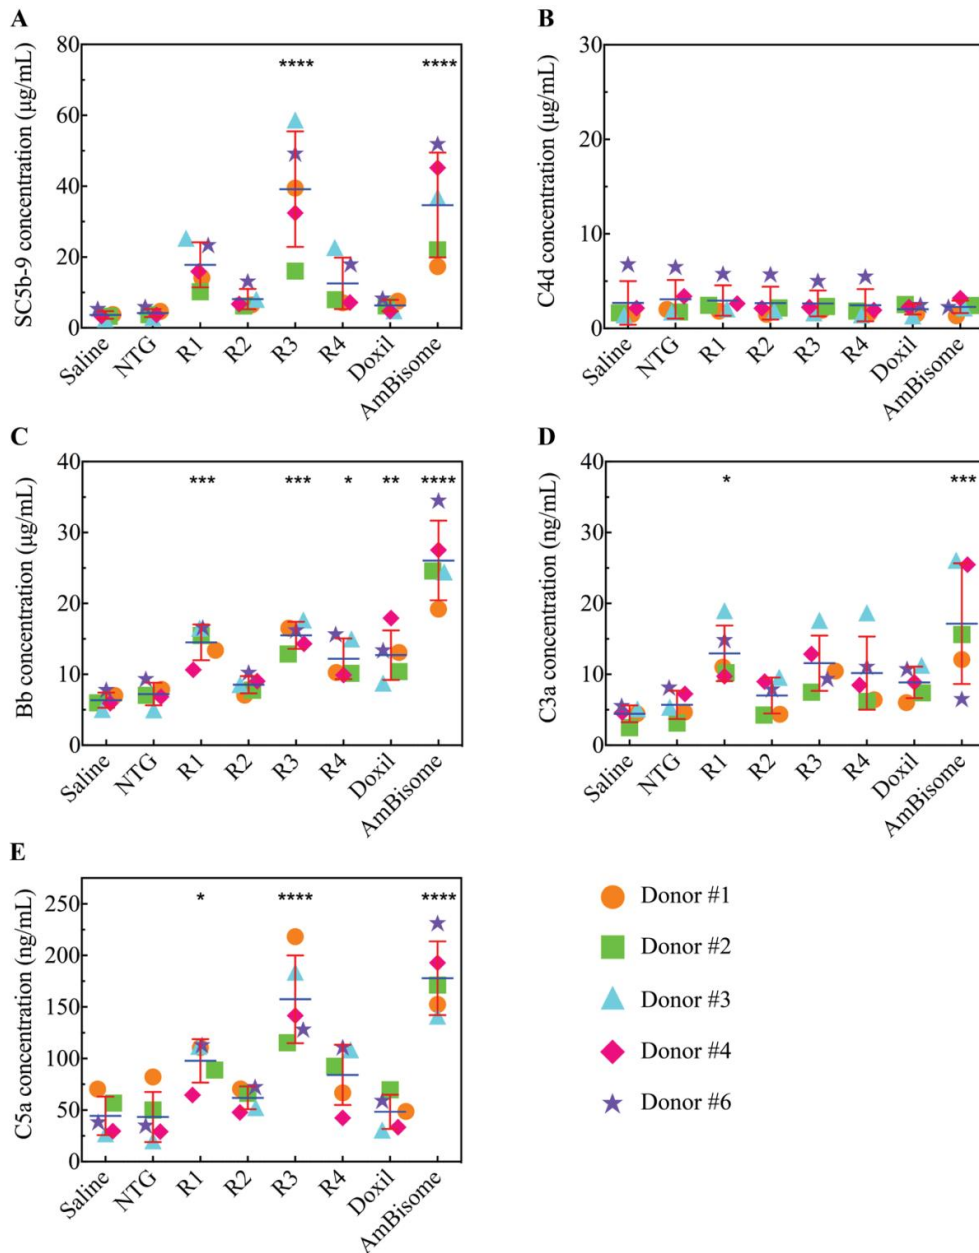 A
SC5b-9 concentration (μg/mL)
80
60
40
20
0
**** ****
Saline NTG R1 R2 R3 R4 Doxil AmBisome
B
C4d concentration (μg/mL)
30
20
10
0
Saline NTG R1 R2 R3 R4 Doxil AmBisome
C
Bb concentration (μg/mL)
40
30
20
10
0
*** *** * ** ****
Saline NTG R1 R2 R3 R4 Doxil AmBisome
D
C3a concentration (ng/mL)
40
30
20
10
0
* ***
Saline NTG R1 R2 R3 R4 Doxil AmBisome
E
C5a concentration (ng/mL)
250
200
150
100
50
0
* **** ****
Saline NTG R1 R2 R3 R4 Doxil AmBisome
Donor #1
Donor #2
Donor #3
Donor #4
Donor #6